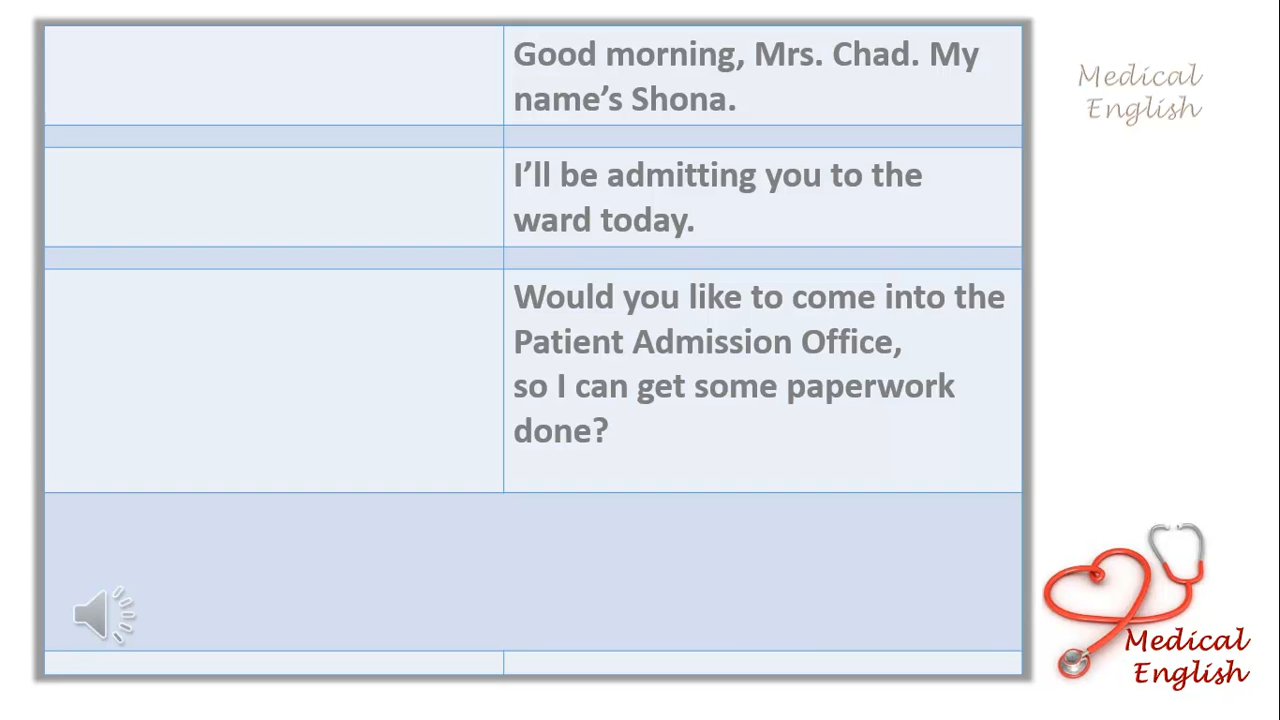 Good morning, Mrs. Chad. My
name’s Shona.
I’ll be admitting you to the
ward today.
Would you like to come into the
Patient Admission Office,
so I can get some paperwork
done?
Medical
English
Medical
English